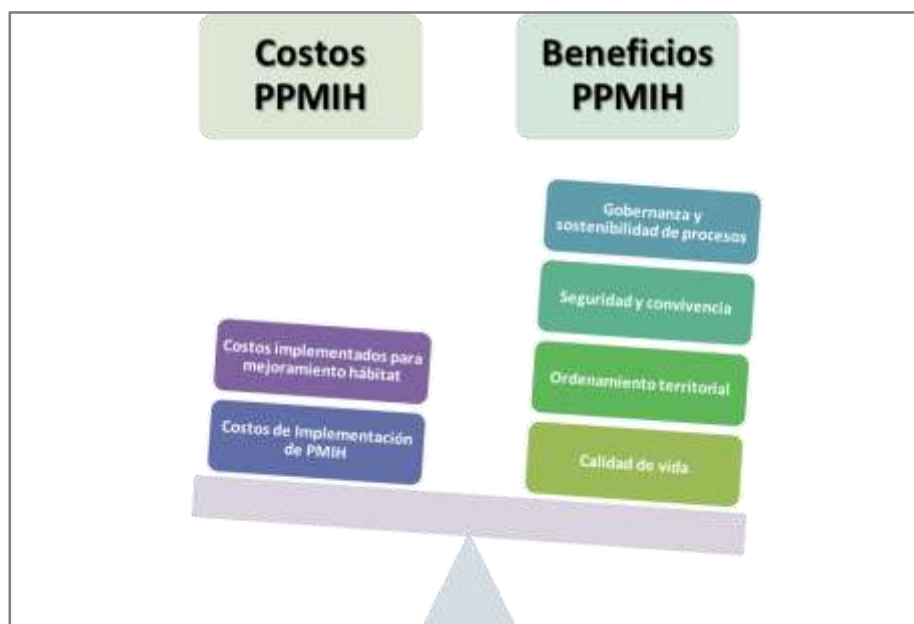 Costos
PPMIH
Beneficios
PPMIH
Gobernanza y
sostenibilidad de procesos
Seguridad y convivencia
Costos implementados para
mejoramiento hábitat
Ordenamiento territorial
Costos de Implementación
de PMIH
Calidad de vida